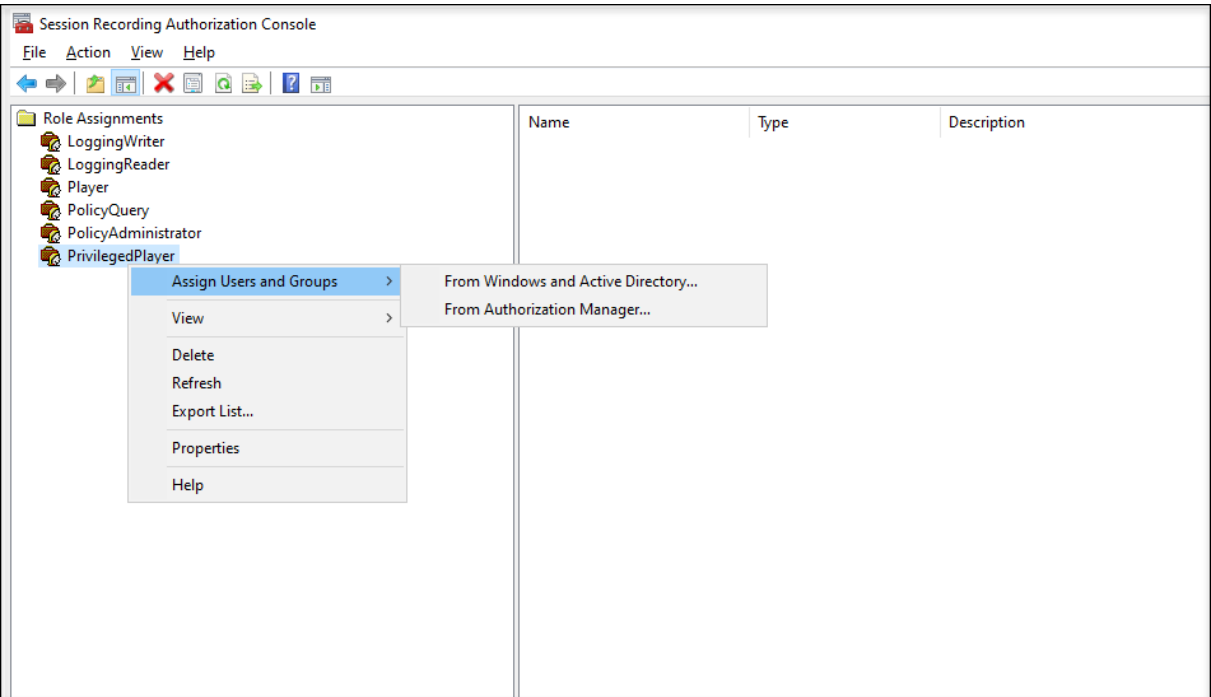 Session Recording Authorization Console
File Action View Help
Role Assignments
LoggingWriter
LoggingReader
Player
PolicyQuery
PolicyAdministrator
PrivilegedPlayer
Name Type Description
Assign Users and Groups
View
Delete
Refresh
Export List...
Properties
Help
From Windows and Active Directory...
From Authorization Manager...